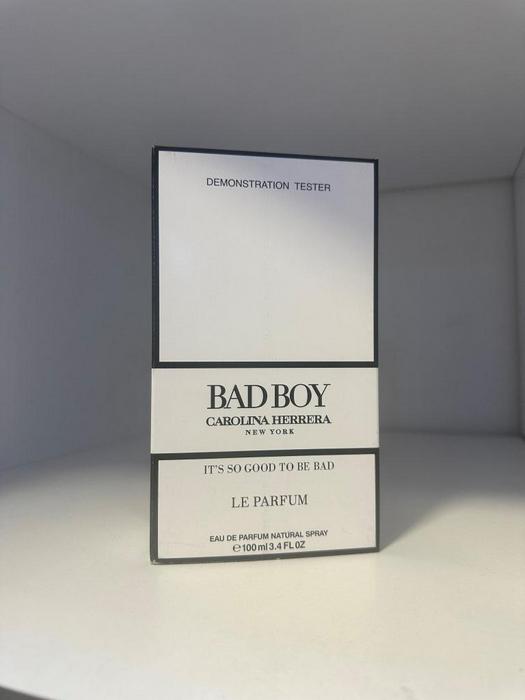 DEMONSTRATION TESTER
BAD BOY
CAROLINA HERRERA
NEW YORK
IT'S SO GOOD TO BE BAD
LE PARFUM
EAU DE PARFUM NATURAL SPRAY
℮ 100 ml 3.4 FL OZ